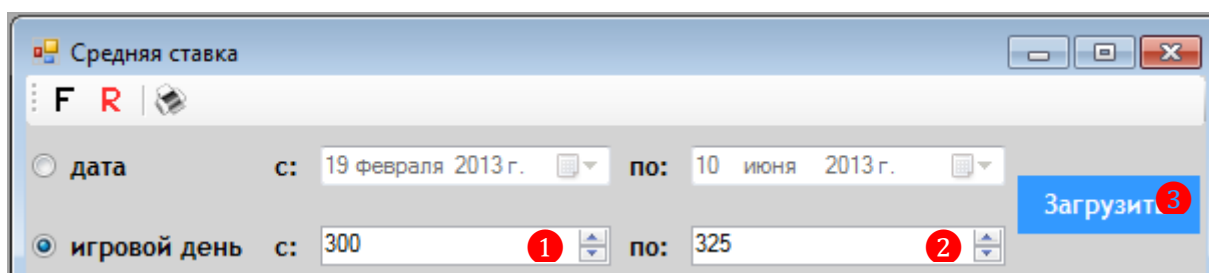 Средняя ставка
F R
дата с: 19 февраля 2013 г. по: 10 июня 2013 г.
Загрузить 3
игровой день с: 300 1 по: 325 2